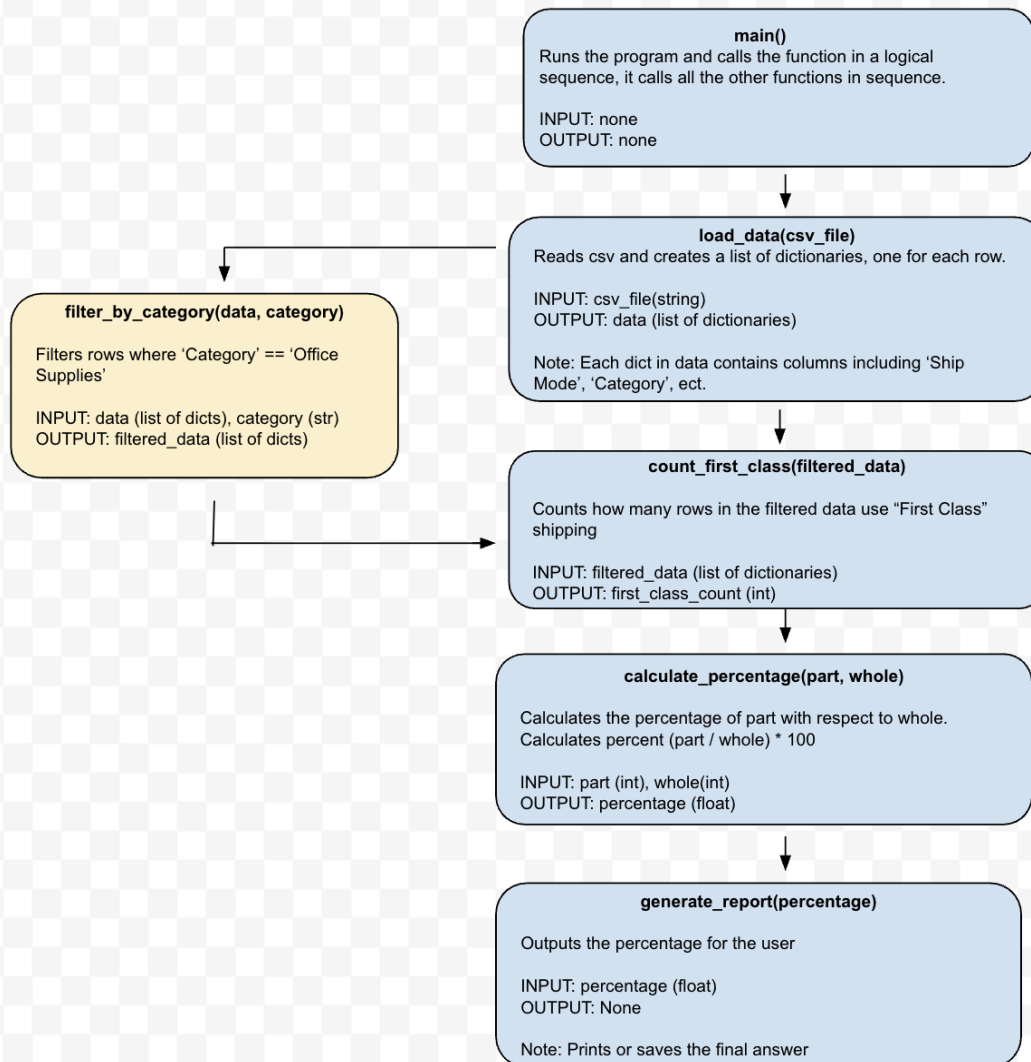 main()
Runs the program and calls the function in a logical
sequence, it calls all the other functions in sequence.
INPUT: none
OUTPUT: none
load_data(csv_file)
Reads csv and creates a list of dictionaries, one for each row.
INPUT: csv_file(string)
OUTPUT: data (list of dictionaries)
Note: Each dict in data contains columns including ‘Ship
Mode’, ‘Category’, ect.
filter_by_category(data, category)
Filters rows where ‘Category’ == ‘Office
Supplies’
INPUT: data (list of dicts), category (str)
OUTPUT: filtered_data (list of dicts)
count_first_class(filtered_data)
Counts how many rows in the filtered data use “First Class”
shipping
INPUT: filtered_data (list of dictionaries)
OUTPUT: first_class_count (int)
calculate_percentage(part, whole)
Calculates the percentage of part with respect to whole.
Calculates percent (part / whole) * 100
INPUT: part (int), whole(int)
OUTPUT: percentage (float)
generate_report(percentage)
Outputs the percentage for the user
INPUT: percentage (float)
OUTPUT: None
Note: Prints or saves the final answer